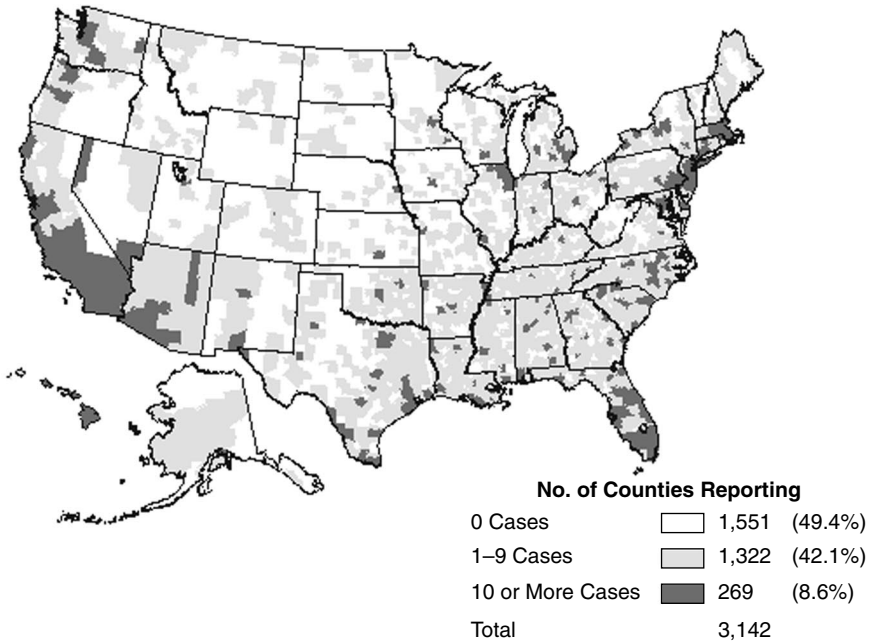 No. of Counties Reporting
0 Cases 1,551 (49.4%)
1–9 Cases 1,322 (42.1%)
10 or More Cases 269 (8.6%)
Total 3,142